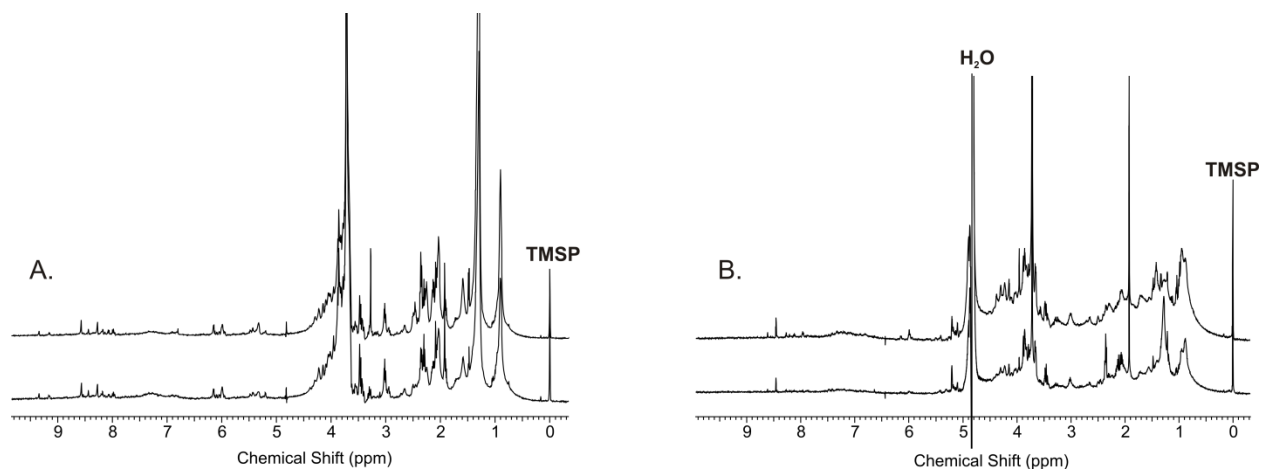 A.
TMSP
9 8 7 6 5 4 3 2 1 0
Chemical Shift (ppm)
B.
H₂O
TMSP
9 8 7 6 5 4 3 2 1 0
Chemical Shift (ppm)